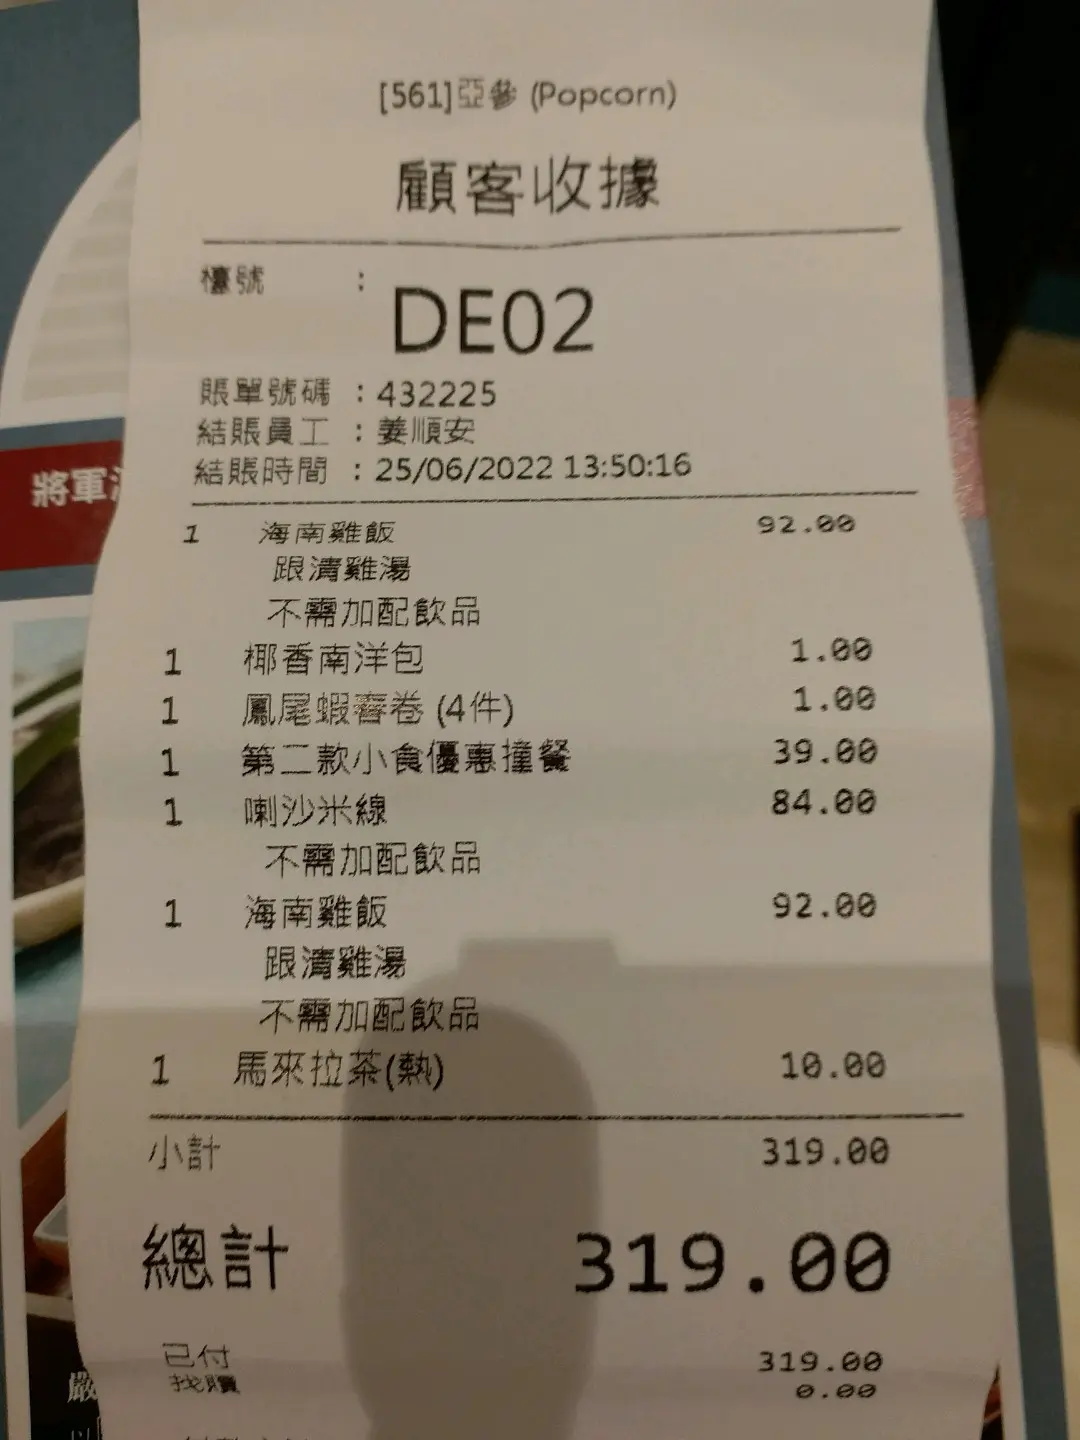 [561]亞參 (Popcorn)
顧客收據
檯號 :
DE02
賬單號碼 : 432225
結賬員工 : 姜順安
結賬時間 : 25/06/2022 13:50:16
1 海南雞飯 92.00
跟清雞湯
不需加配飲品
1 椰香南洋包 1.00
1 鳳尾蝦春卷 (4件) 1.00
1 第二款小食優惠撞餐 39.00
1 喇沙米線 84.00
不需加配飲品
1 海南雞飯 92.00
跟清雞湯
不需加配飲品
1 馬來拉茶(熱) 10.00
小計 319.00
總計 319.00
已付 319.00
找贖 0.00
將軍
嚴